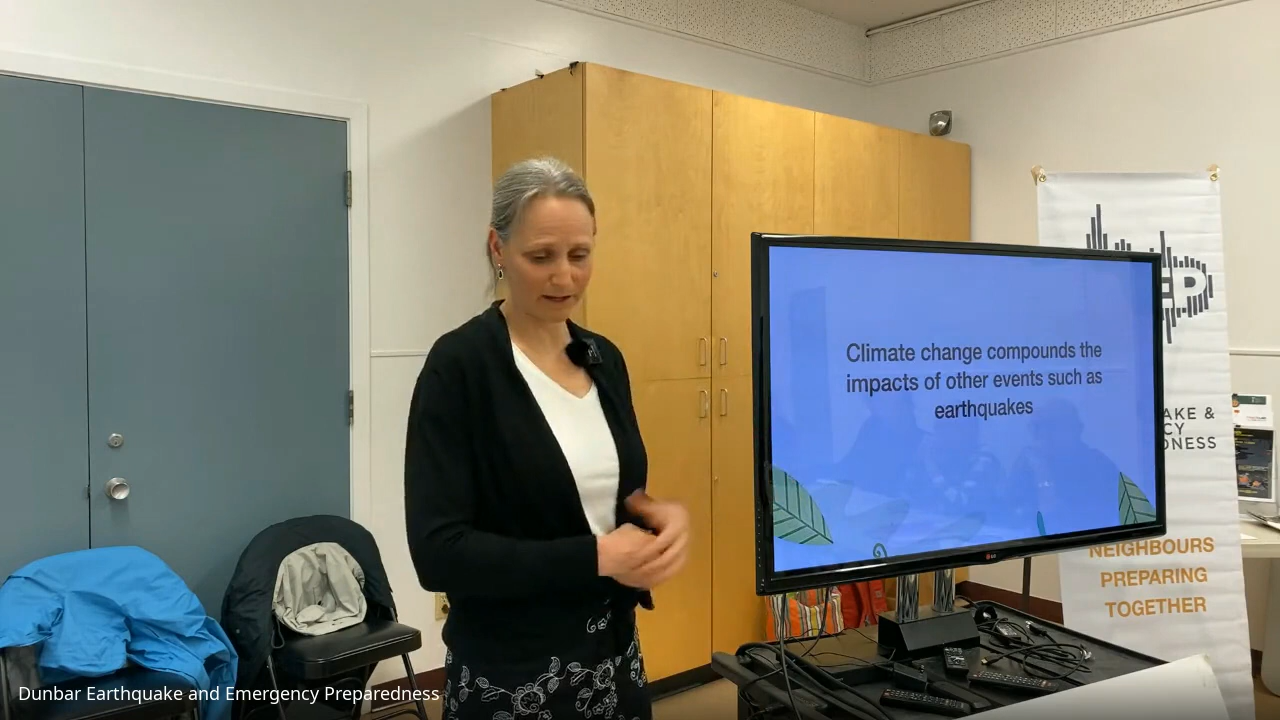 Climate change compounds the
impacts of other events such as
earthquakes
NEIGHBOURS
PREPARING
TOGETHER
Dunbar Earthquake and Emergency Preparedness